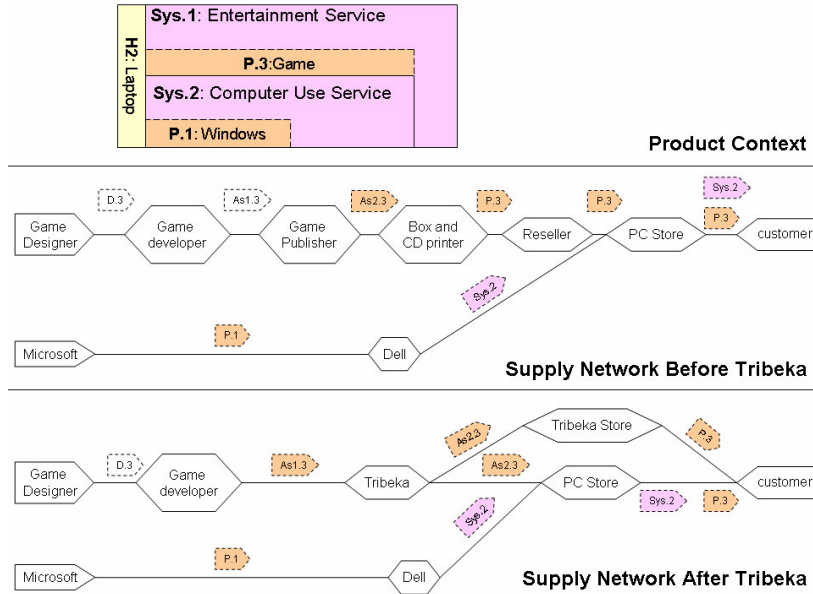 H2: Laptop
Sys.1: Entertainment Service
P.3:Game
Sys.2: Computer Use Service
P.1: Windows
Product Context
D.3
As1.3
As2.3
P.3
P.3
Sys.2
P.3
Game
Designer
Game
developer
Game
Publisher
Box and
CD printer
Reseller
PC Store
customer
Sys.2
P.1
Microsoft
Dell
Supply Network Before Tribeka
As2.3
Tribeka Store
P.3
D.3
As1.3
As2.3
Game
Designer
Game
developer
Tribeka
PC Store
customer
Sys.2
Sys.2
P.3
P.1
Microsoft
Dell
Supply Network After Tribeka